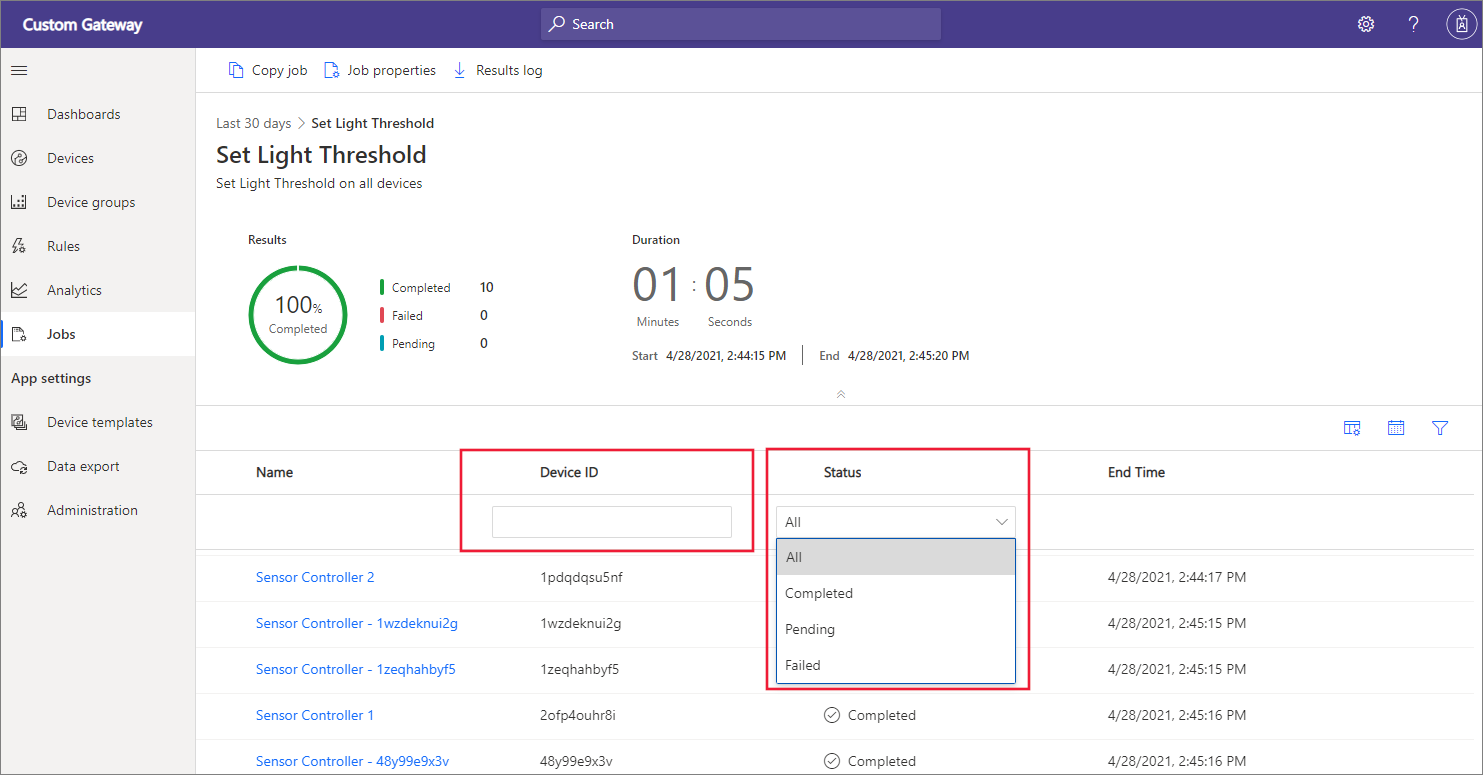 Custom Gateway
Search
Copy job
Job properties
Results log
Dashboards
Devices
Device groups
Rules
Analytics
Jobs
App settings
Device templates
Data export
Administration
Last 30 days > Set Light Threshold
Set Light Threshold
Set Light Threshold on all devices
Results
100%
Completed
Completed 10
Failed 0
Pending 0
Duration
01 : 05
Minutes Seconds
Start 4/28/2021, 2:44:15 PM | End 4/28/2021, 2:45:20 PM
Name Device ID Status End Time
All
All
Completed
Pending
Failed
Sensor Controller 2 1pdqdqsu5nf 4/28/2021, 2:44:17 PM
Sensor Controller - 1wzdeknui2g 1wzdeknui2g 4/28/2021, 2:45:15 PM
Sensor Controller - 1zeqhahbyf5 1zeqhahbyf5 4/28/2021, 2:45:15 PM
Sensor Controller 1 2ofp4ouhr8i Completed 4/28/2021, 2:45:16 PM
Sensor Controller - 48y99e9x3v 48y99e9x3v Completed 4/28/2021, 2:45:16 PM